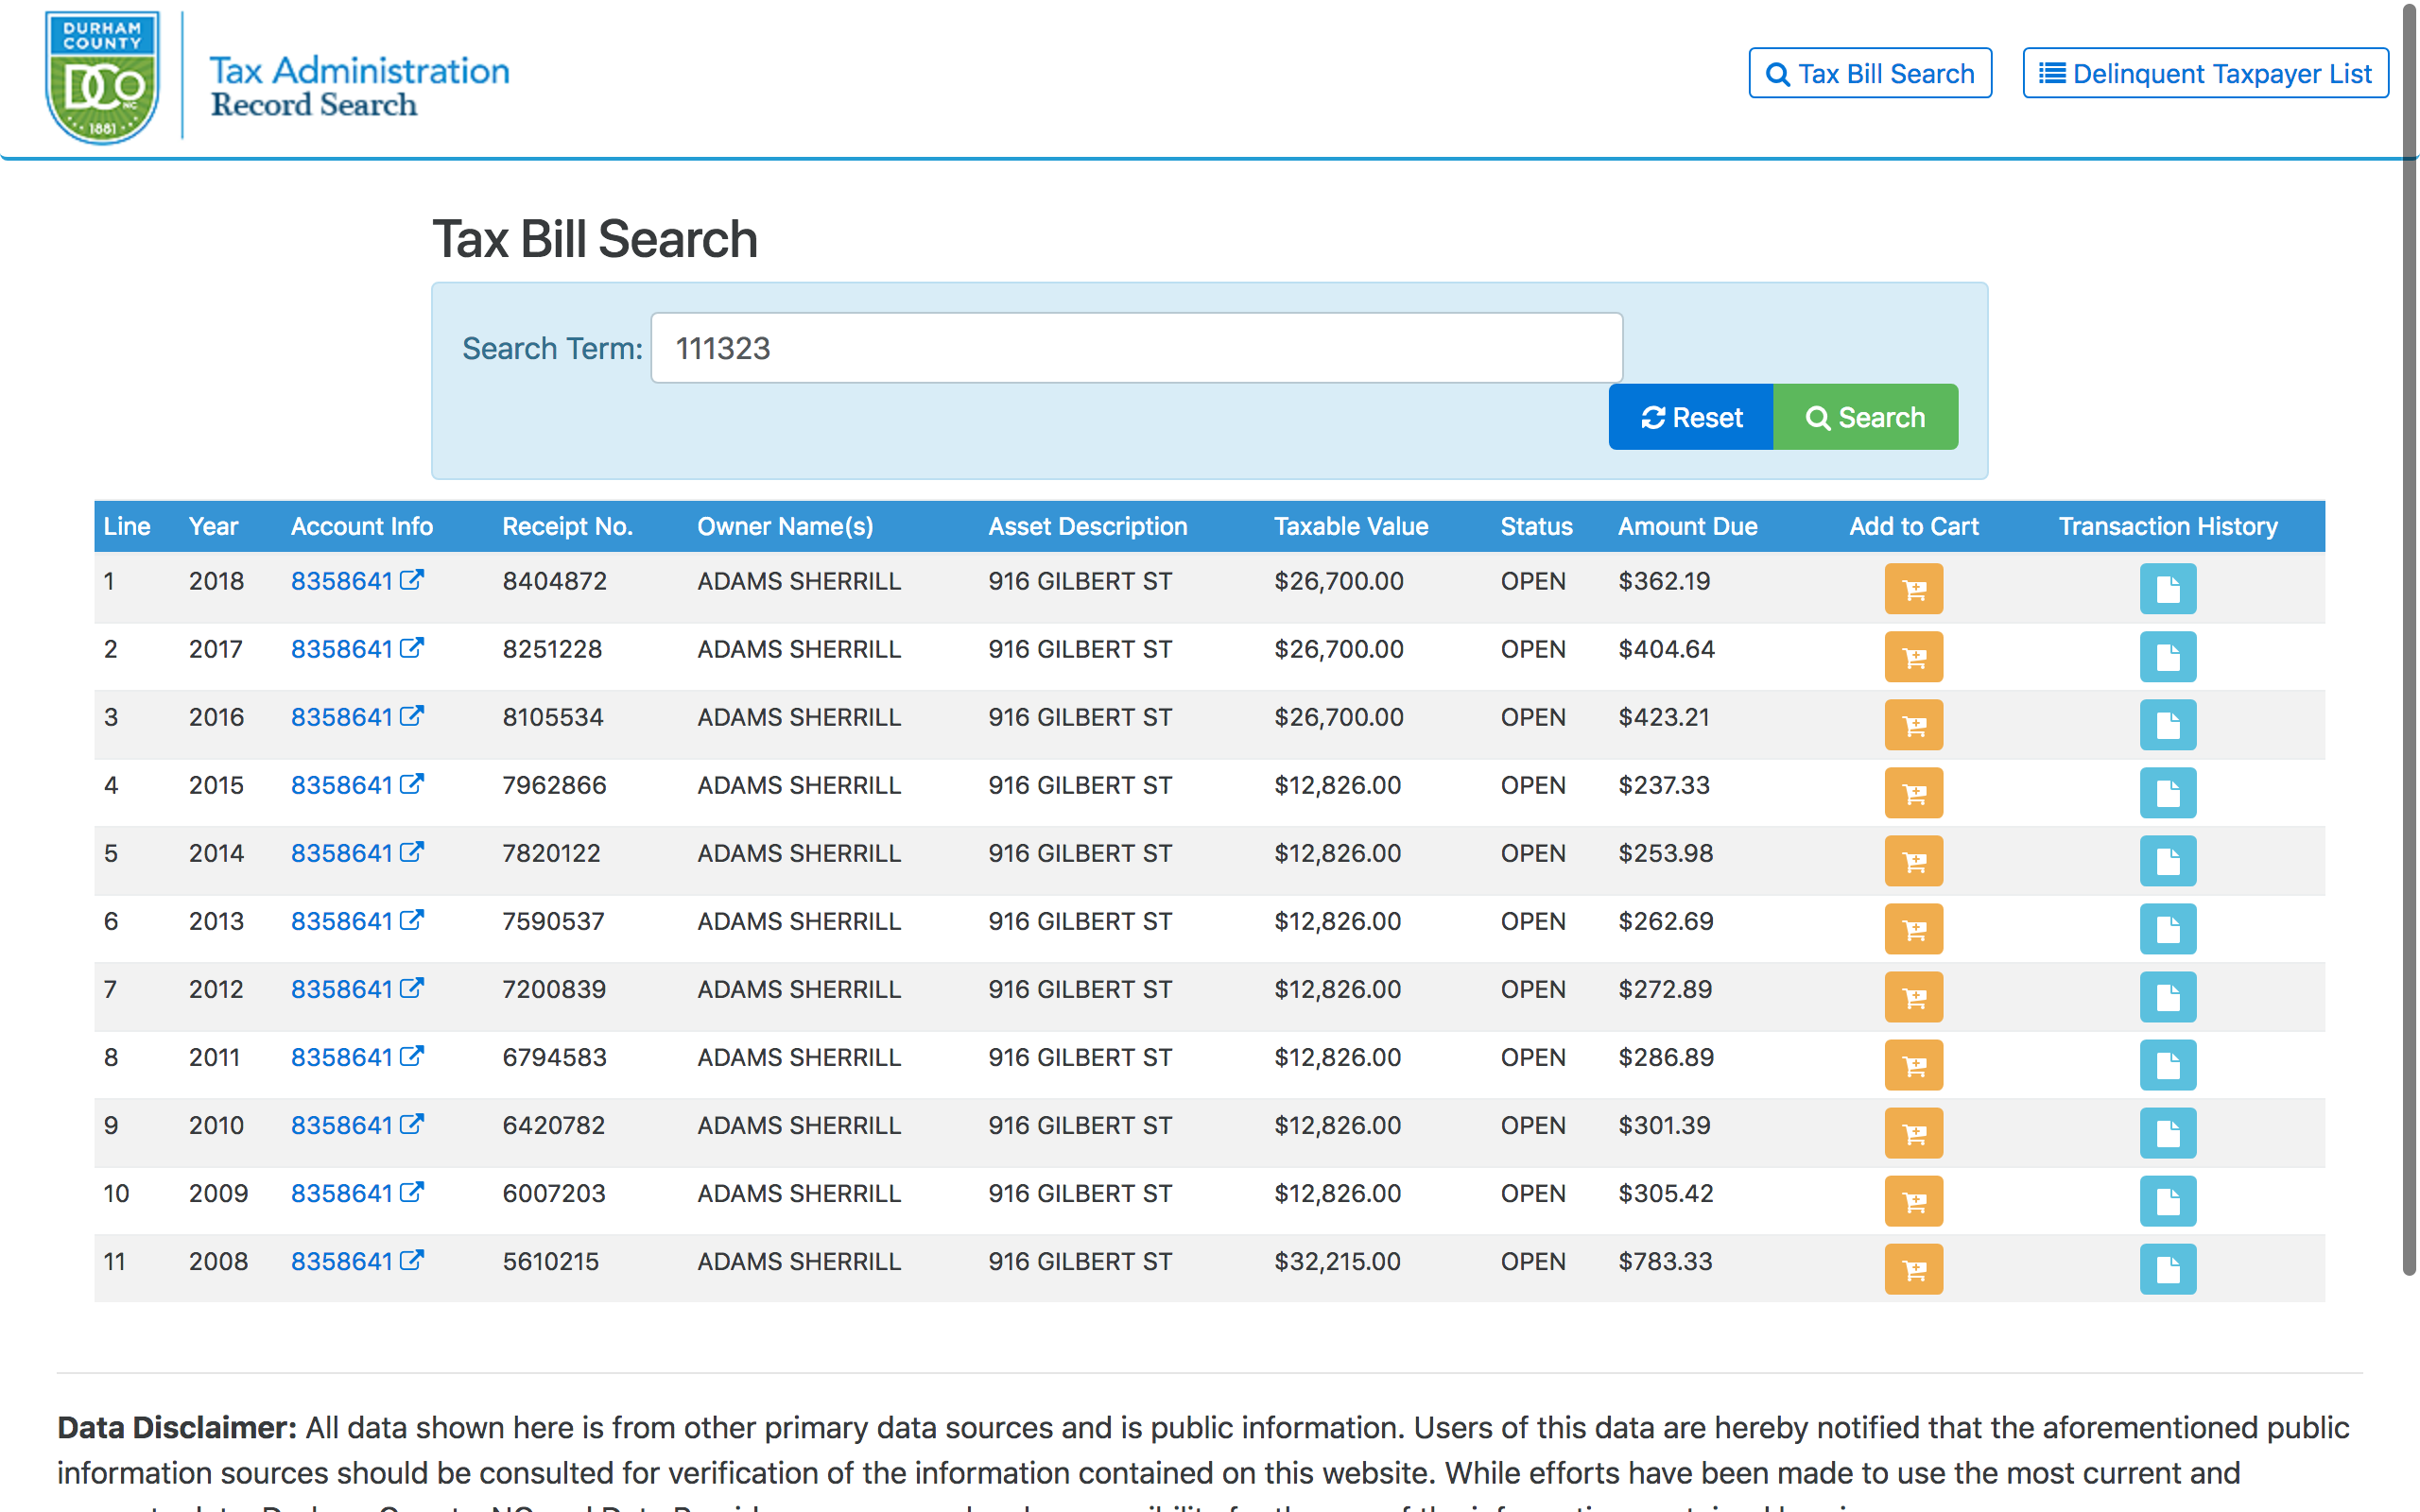 DURHAM
COUNTY
DCO
NC
1881
Tax Administration
Record Search
Tax Bill Search
Delinquent Taxpayer List
Tax Bill Search
Search Term: 111323
Reset Search
Line Year Account Info Receipt No. Owner Name(s) Asset Description Taxable Value Status Amount Due Add to Cart Transaction History
1 2018 8358641 8404872 ADAMS SHERRILL 916 GILBERT ST $26,700.00 OPEN $362.19
2 2017 8358641 8251228 ADAMS SHERRILL 916 GILBERT ST $26,700.00 OPEN $404.64
3 2016 8358641 8105534 ADAMS SHERRILL 916 GILBERT ST $26,700.00 OPEN $423.21
4 2015 8358641 7962866 ADAMS SHERRILL 916 GILBERT ST $12,826.00 OPEN $237.33
5 2014 8358641 7820122 ADAMS SHERRILL 916 GILBERT ST $12,826.00 OPEN $253.98
6 2013 8358641 7590537 ADAMS SHERRILL 916 GILBERT ST $12,826.00 OPEN $262.69
7 2012 8358641 7200839 ADAMS SHERRILL 916 GILBERT ST $12,826.00 OPEN $272.89
8 2011 8358641 6794583 ADAMS SHERRILL 916 GILBERT ST $12,826.00 OPEN $286.89
9 2010 8358641 6420782 ADAMS SHERRILL 916 GILBERT ST $12,826.00 OPEN $301.39
10 2009 8358641 6007203 ADAMS SHERRILL 916 GILBERT ST $12,826.00 OPEN $305.42
11 2008 8358641 5610215 ADAMS SHERRILL 916 GILBERT ST $32,215.00 OPEN $783.33
Data Disclaimer: All data shown here is from other primary data sources and is public information. Users of this data are hereby notified that the aforementioned public
information sources should be consulted for verification of the information contained on this website. While efforts have been made to use the most current and